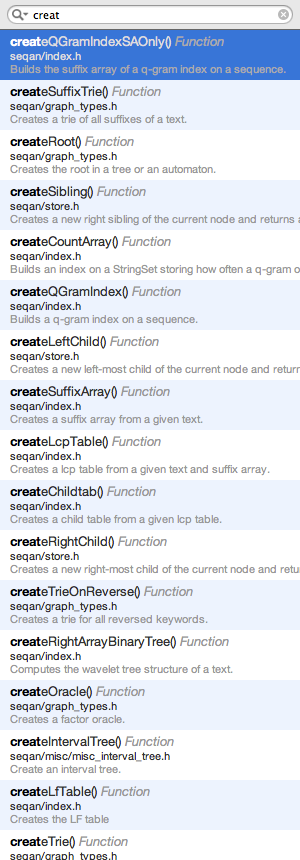 creat
createQGramIndexSAOnly() Function
seqan/index.h
Builds the suffix array of a q-gram index on a sequence.
createSuffixTrie() Function
seqan/graph_types.h
Creates a trie of all suffixes of a text.
createRoot() Function
seqan/graph_types.h
Creates the root in a tree or an automaton.
createSibling() Function
seqan/store.h
Creates a new right sibling of the current node and returns a
createCountArray() Function
seqan/index.h
Builds an index on a StringSet storing how often a q-gram o
createQGramIndex() Function
seqan/index.h
Builds a q-gram index on a sequence.
createLeftChild() Function
seqan/store.h
Creates a new left-most child of the current node and return
createSuffixArray() Function
seqan/index.h
Creates a suffix array from a given text.
createLcpTable() Function
seqan/index.h
Creates a lcp table from a given text and suffix array.
createChildtab() Function
seqan/index.h
Creates a child table from a given lcp table.
createRightChild() Function
seqan/store.h
Creates a new right-most child of the current node and retu
createTrieOnReverse() Function
seqan/graph_types.h
Creates a trie for all reversed keywords.
createRightArrayBinaryTree() Function
seqan/index.h
Computes the wavelet tree structure of a text.
createOracle() Function
seqan/graph_types.h
Creates a factor oracle.
createIntervalTree() Function
seqan/misc/misc_interval_tree.h
Create an interval tree.
createLfTable() Function
seqan/index.h
Creates the LF table
createTrie() Function
seqan/graph_types.h